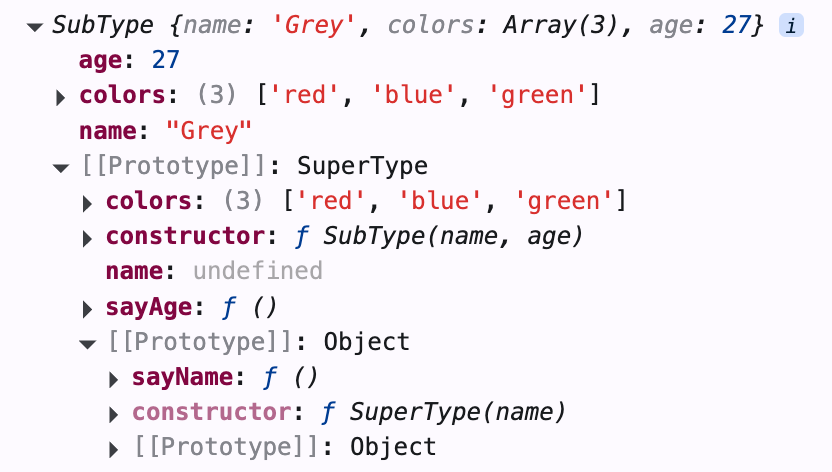 SubType {name: 'Grey', colors: Array(3), age: 27} i
age: 27
colors: (3) ['red', 'blue', 'green']
name: "Grey"
[[Prototype]]: SuperType
colors: (3) ['red', 'blue', 'green']
constructor: ƒ SubType(name, age)
name: undefined
sayAge: ƒ ()
[[Prototype]]: Object
sayName: ƒ ()
constructor: ƒ SuperType(name)
[[Prototype]]: Object